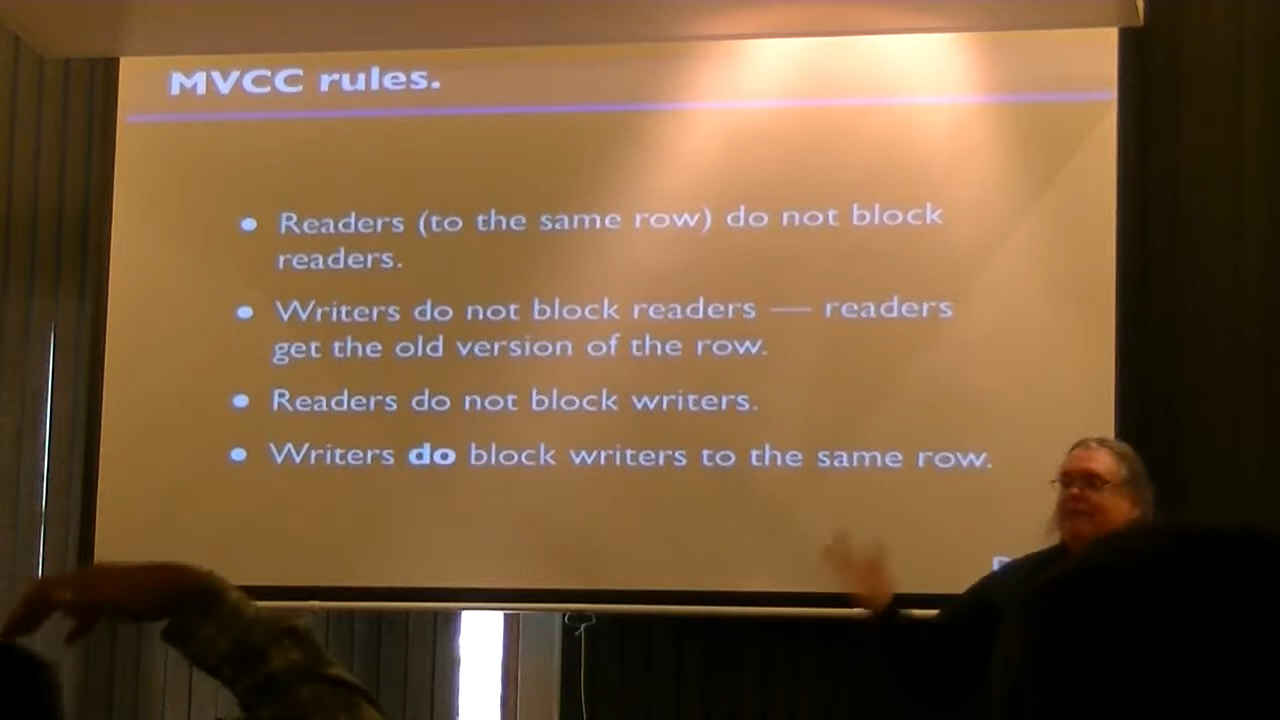 MVCC rules.
• Readers (to the same row) do not block
readers.
• Writers do not block readers — readers
get the old version of the row.
• Readers do not block writers.
• Writers do block writers to the same row.